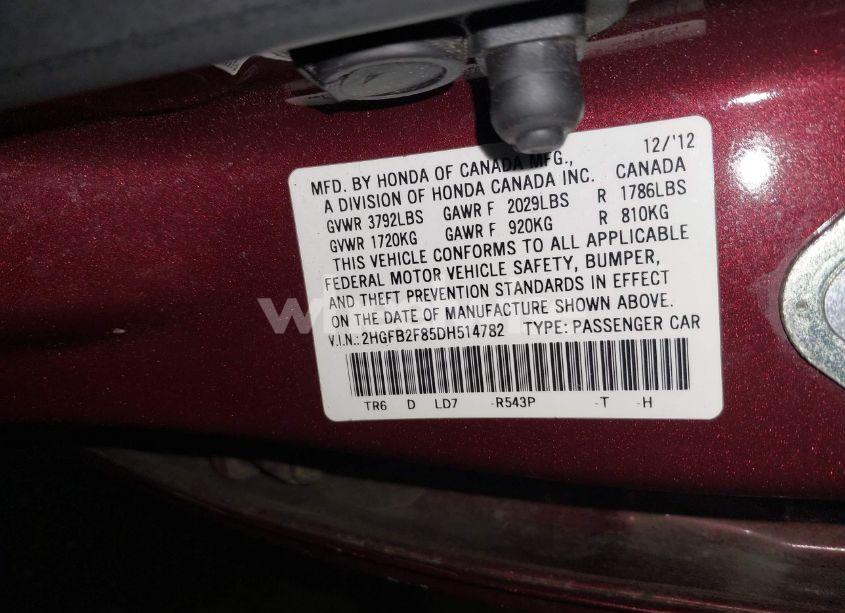 12/'12
MFD. BY HONDA OF CANADA MFG.,
A DIVISION OF HONDA CANADA INC. CANADA
GVWR 3792LBS GAWR F 2029LBS R 1786LBS
GVWR 1720KG GAWR F 920KG R 810KG
THIS VEHICLE CONFORMS TO ALL APPLICABLE
FEDERAL MOTOR VEHICLE SAFETY, BUMPER,
AND THEFT PREVENTION STANDARDS IN EFFECT
ON THE DATE OF MANUFACTURE SHOWN ABOVE.
V.I.N.:2HGFB2F85DH514782 TYPE: PASSENGER CAR
TR6 D LD7 -R543P -T -H